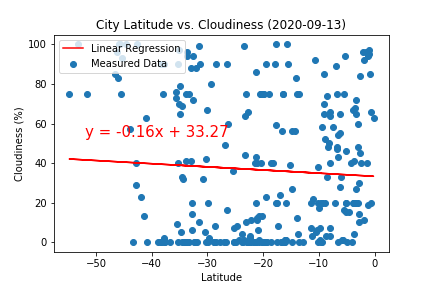 City Latitude vs. Cloudiness (2020-09-13)
Linear Regression
Measured Data
y = -0.16x + 33.27
Cloudiness (%)
100
80
60
40
20
0
−50 −40 −30 −20 −10 0
Latitude